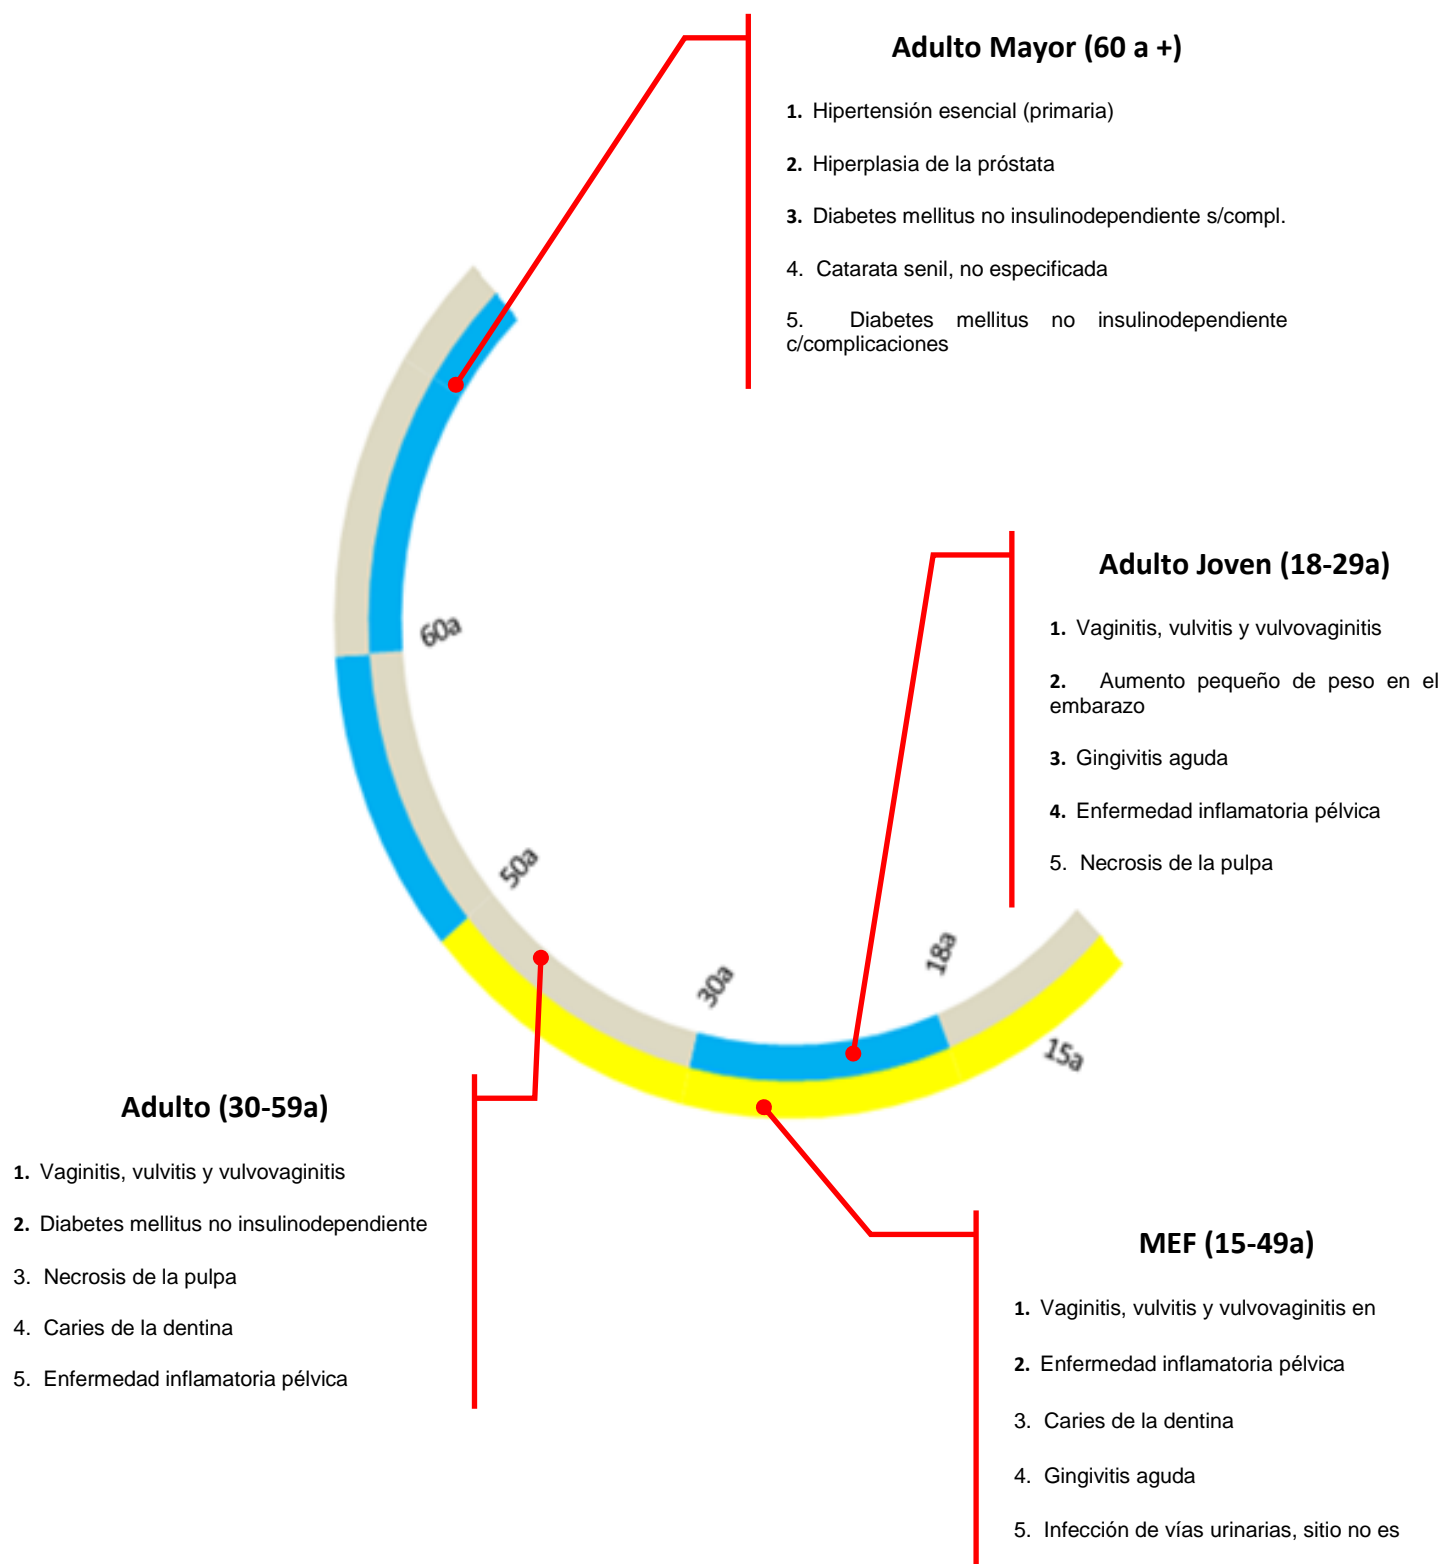 Adulto Mayor (60 a +)
1. Hipertensión esencial (primaria)
2. Hiperplasia de la próstata
3. Diabetes mellitus no insulinodependiente s/compl.
4. Catarata senil, no especificada
5. Diabetes mellitus no insulinodependiente
c/complicaciones
Adulto Joven (18-29a)
1. Vaginitis, vulvitis y vulvovaginitis
2. Aumento pequeño de peso en el
embarazo
3. Gingivitis aguda
4. Enfermedad inflamatoria pélvica
5. Necrosis de la pulpa
60a
50a
30a
18a
15a
Adulto (30-59a)
1. Vaginitis, vulvitis y vulvovaginitis
2. Diabetes mellitus no insulinodependiente
3. Necrosis de la pulpa
4. Caries de la dentina
5. Enfermedad inflamatoria pélvica
MEF (15-49a)
1. Vaginitis, vulvitis y vulvovaginitis en
2. Enfermedad inflamatoria pélvica
3. Caries de la dentina
4. Gingivitis aguda
5. Infección de vías urinarias, sitio no es